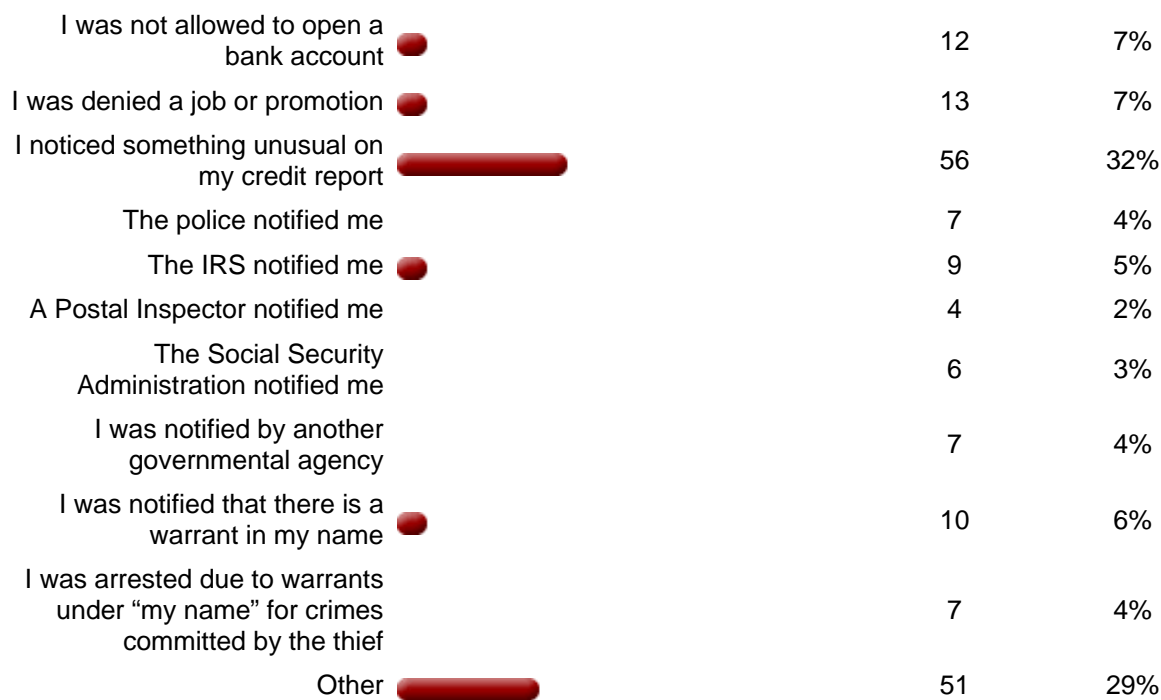 I was not allowed to open a
bank account 12 7%
I was denied a job or promotion 13 7%
I noticed something unusual on
my credit report 56 32%
The police notified me 7 4%
The IRS notified me 9 5%
A Postal Inspector notified me 4 2%
The Social Security
Administration notified me 6 3%
I was notified by another
governmental agency 7 4%
I was notified that there is a
warrant in my name 10 6%
I was arrested due to warrants
under “my name” for crimes
committed by the thief 7 4%
Other 51 29%